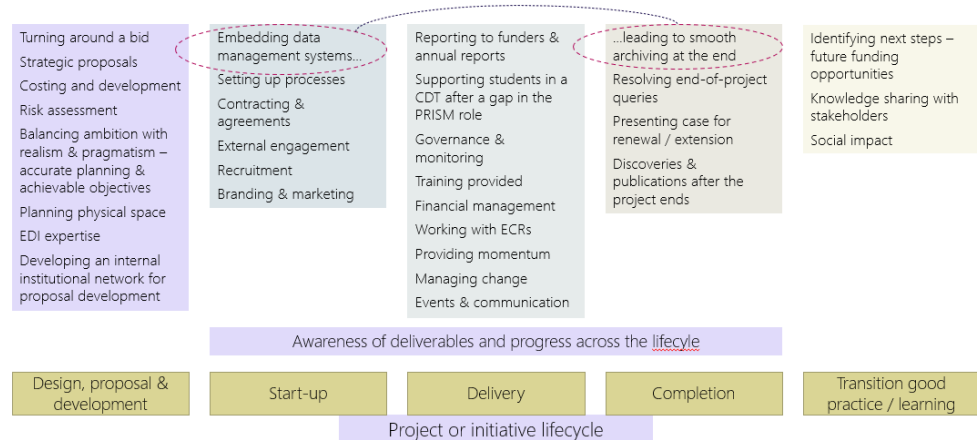 Turning around a bid
Strategic proposals
Costing and development
Risk assessment
Balancing ambition with
realism & pragmatism –
accurate planning &
achievable objectives
Planning physical space
EDI expertise
Developing an internal
institutional network for
proposal development
Embedding data
management systems...
Setting up processes
Contracting &
agreements
External engagement
Recruitment
Branding & marketing
Reporting to funders &
annual reports
Supporting students in a
CDT after a gap in the
PRISM role
Governance &
monitoring
Training provided
Financial management
Working with ECRs
Providing momentum
Managing change
Events & communication
...leading to smooth
archiving at the end
Resolving end-of-project
queries
Presenting case for
renewal / extension
Discoveries &
publications after the
project ends
Identifying next steps –
future funding
opportunities
Knowledge sharing with
stakeholders
Social impact
Awareness of deliverables and progress across the lifecyle
Design, proposal &
development
Start-up
Delivery
Completion
Transition good
practice / learning
Project or initiative lifecycle